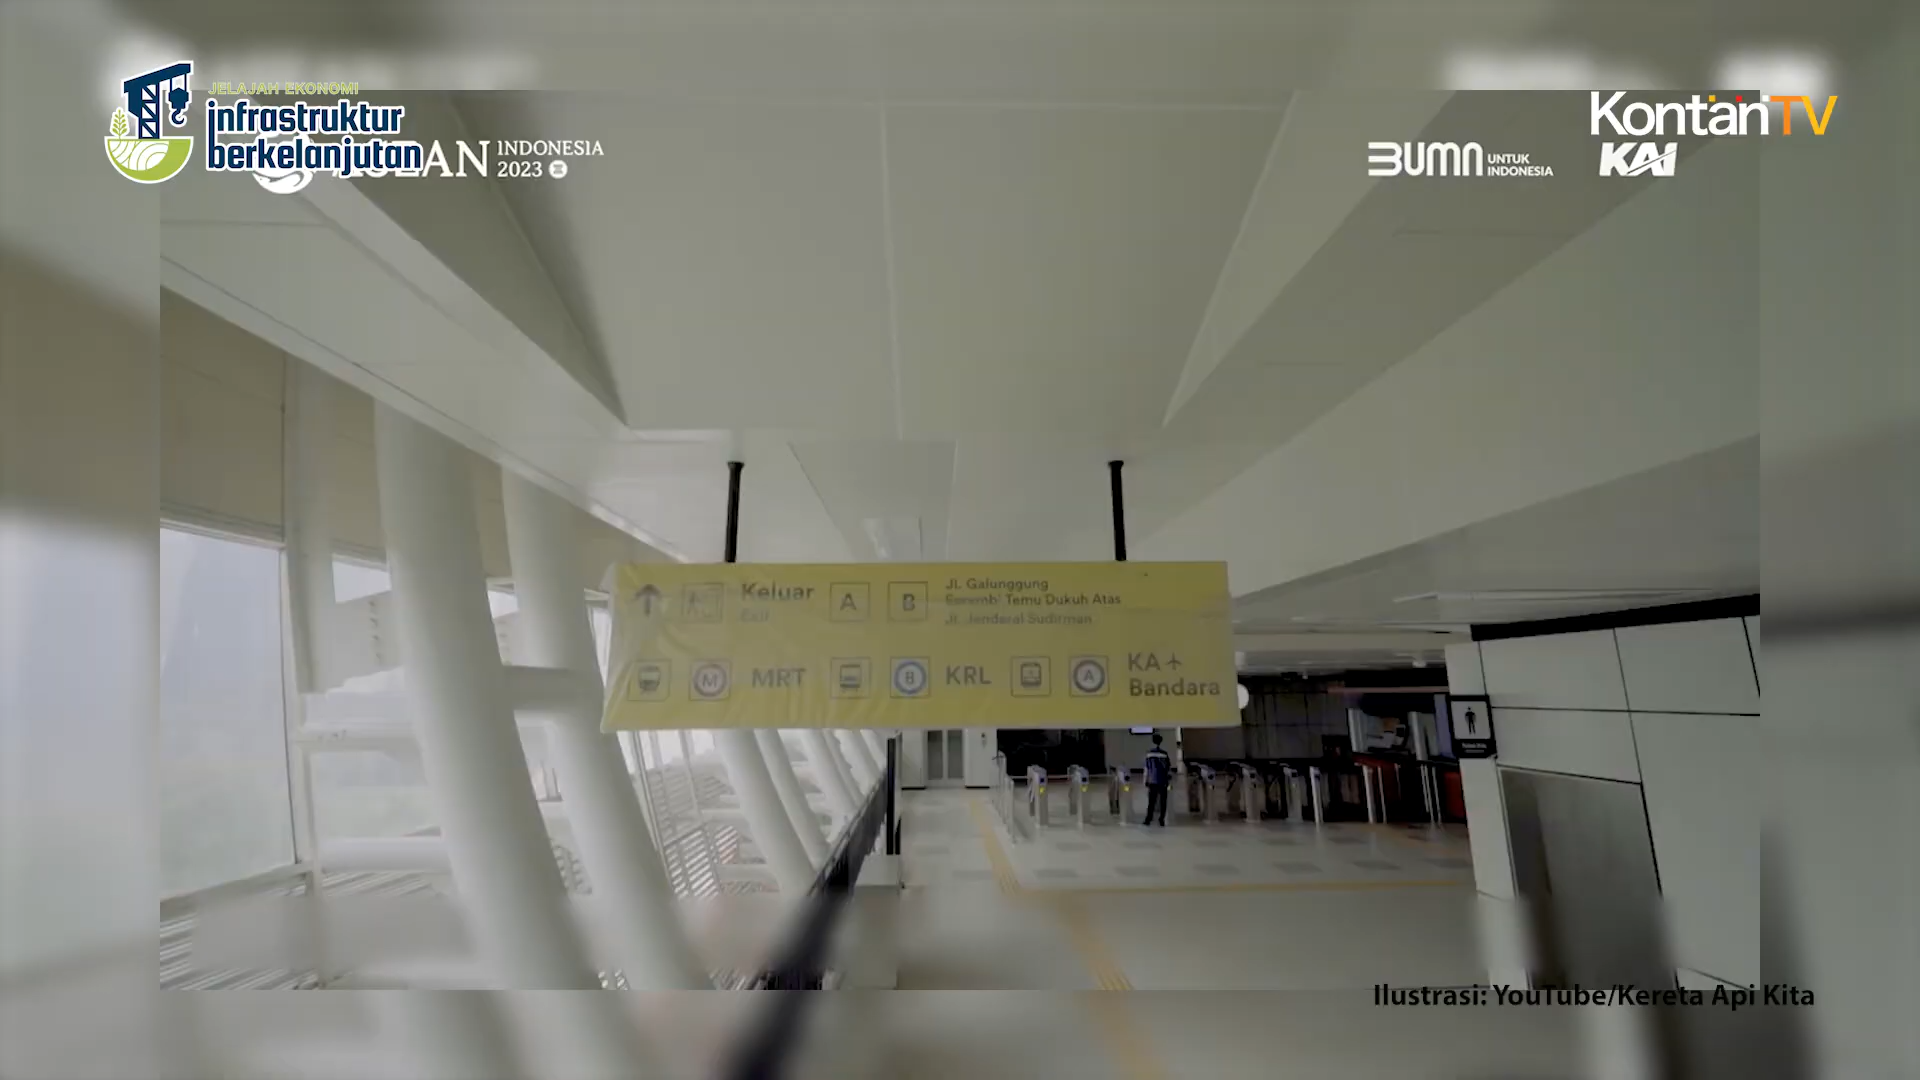 JELAJAH EKONOMI
infrastruktur
berkelanjutan
INDONESIA
2023
BUMN UNTUK
INDONESIA
KontanTV
KAI
Keluar
Exit
A
B
Jl. Galunggung
Temu Dukuh Atas
Jl. Jenderal Sudirman
M
MRT
B
KRL
A
KA
Bandara
Ilustrasi: YouTube/Kereta Api Kita